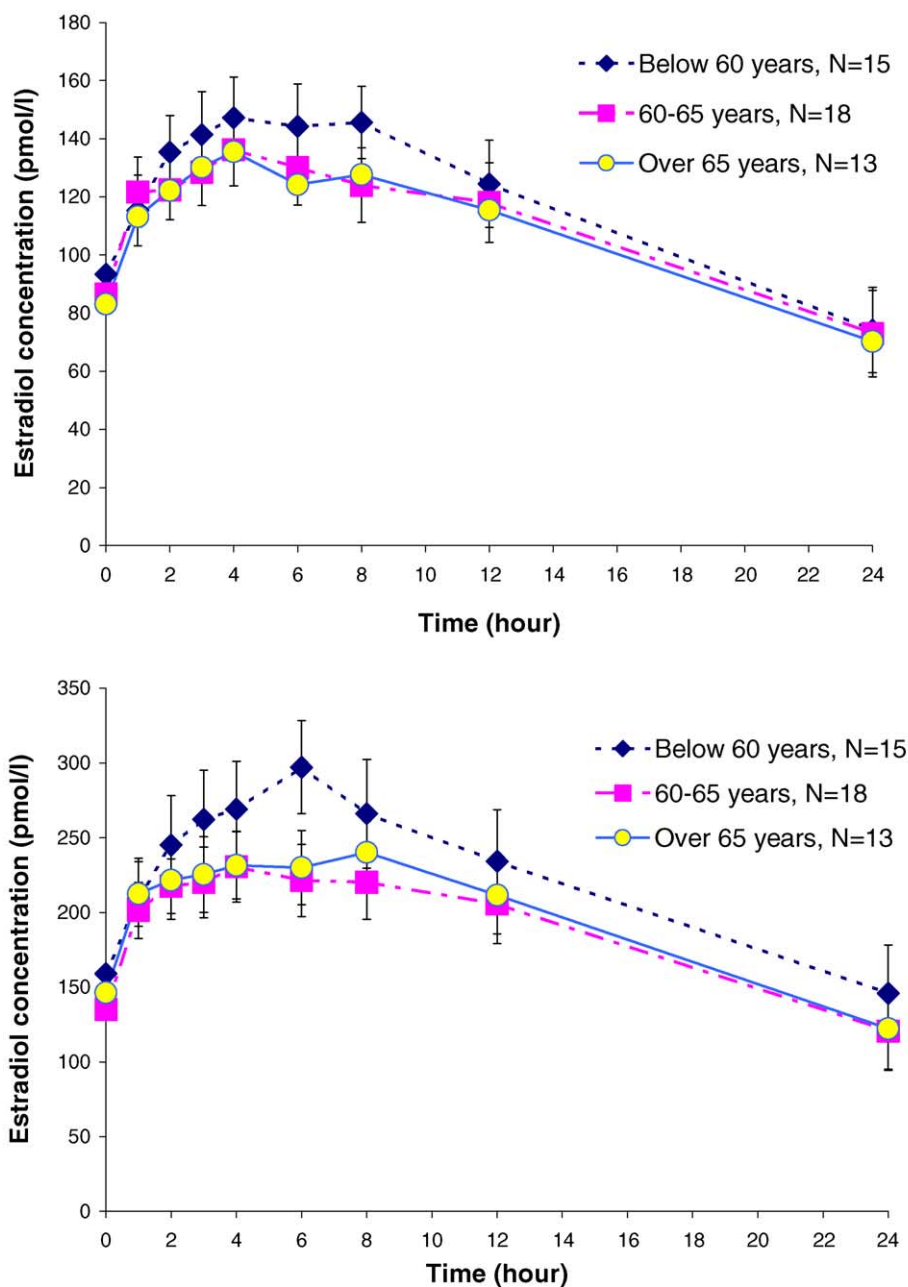 180
160
140
120
100
80
60
40
20
0
Estradiol concentration (pmol/l)
Below 60 years, N=15
60-65 years, N=18
Over 65 years, N=13
0 2 4 6 8 10 12 14 16 18 20 22 24
Time (hour)
350
300
250
200
150
100
50
0
Estradiol concentration (pmol/l)
Below 60 years, N=15
60-65 years, N=18
Over 65 years, N=13
0 2 4 6 8 10 12 14 16 18 20 22 24
Time (hour)